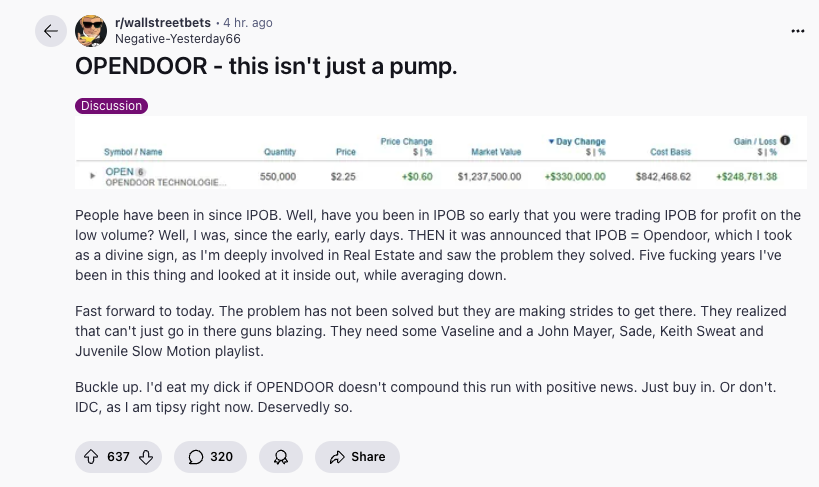 r/wallstreetbets • 4 hr. ago
Negative-Yesterday66
OPENDOOR - this isn't just a pump.
Discussion
Symbol / Name Quantity Price Price Change $ | % Market Value ▼ Day Change $ | % Cost Basis Gain / Loss $ | %
OPEN 6 550,000 $2.25 +$0.60 $1,237,500.00 +$330,000.00 $842,468.62 +$248,781.38
OPENDOOR TECHNOLOGIE...
People have been in since IPOB. Well, have you been in IPOB so early that you were trading IPOB for profit on the
low volume? Well, I was, since the early, early days. THEN it was announced that IPOB = Opendoor, which I took
as a divine sign, as I'm deeply involved in Real Estate and saw the problem they solved. Five fucking years I've
been in this thing and looked at it inside out, while averaging down.
Fast forward to today. The problem has not been solved but they are making strides to get there. They realized
that can't just go in there guns blazing. They need some Vaseline and a John Mayer, Sade, Keith Sweat and
Juvenile Slow Motion playlist.
Buckle up. I'd eat my dick if OPENDOOR doesn't compound this run with positive news. Just buy in. Or don't.
IDC, as I am tipsy right now. Deservedly so.
637 320 Share